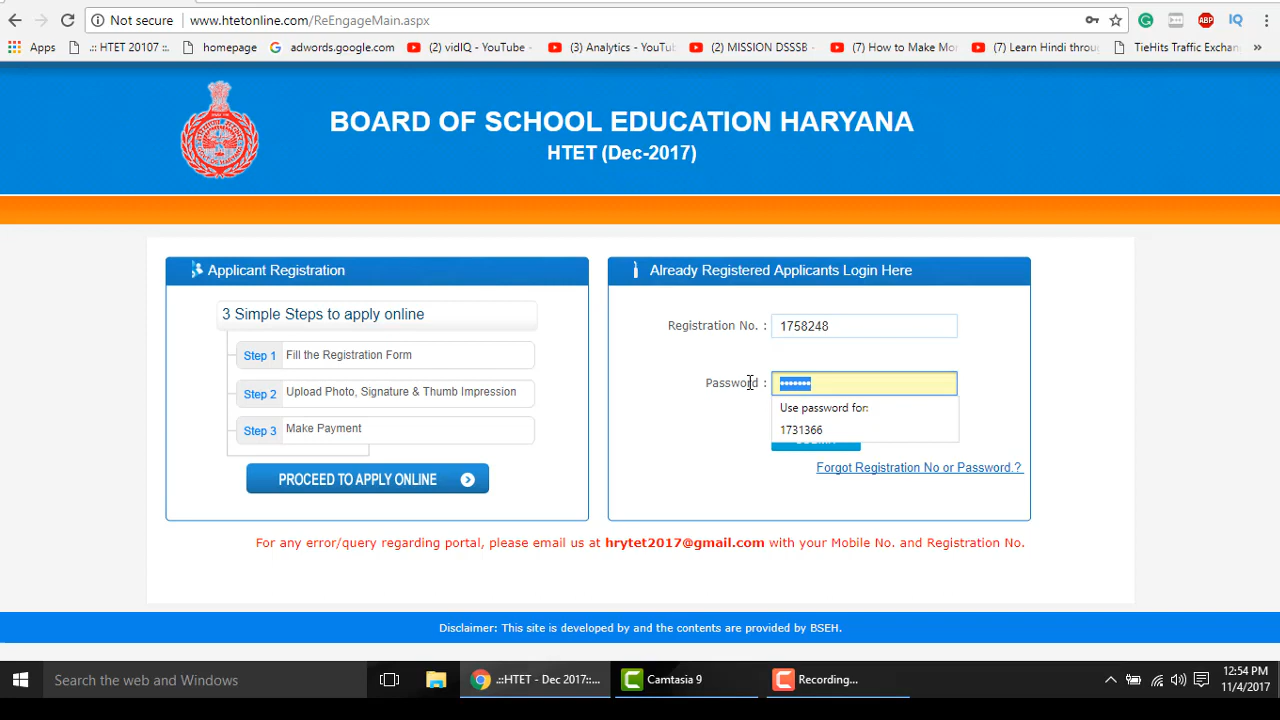 Not secure www.htetonline.com/ReEngageMain.aspx
Apps .:: HTET 20107 ::. homepage adwords.google.com (2) vidIQ - YouTube - (3) Analytics - YouTu (2) MISSION DSSSB - (7) How to Make Mo (7) Learn Hindi throu TieHits Traffic Exchan »
BOARD OF SCHOOL EDUCATION HARYANA
HTET (Dec-2017)
Applicant Registration
3 Simple Steps to apply online
Step 1 Fill the Registration Form
Step 2 Upload Photo, Signature & Thumb Impression
Step 3 Make Payment
PROCEED TO APPLY ONLINE
Already Registered Applicants Login Here
Registration No. : 1758248
Password : •••••••
Use password for:
1731366
Forgot Registration No or Password.?
For any error/query regarding portal, please email us at hrytet2017@gmail.com with your Mobile No. and Registration No.
Disclaimer: This site is developed by and the contents are provided by BSEH.
Search the web and Windows
.::HTET - Dec 2017::...
Camtasia 9
Recording...
12:54 PM
11/4/2017